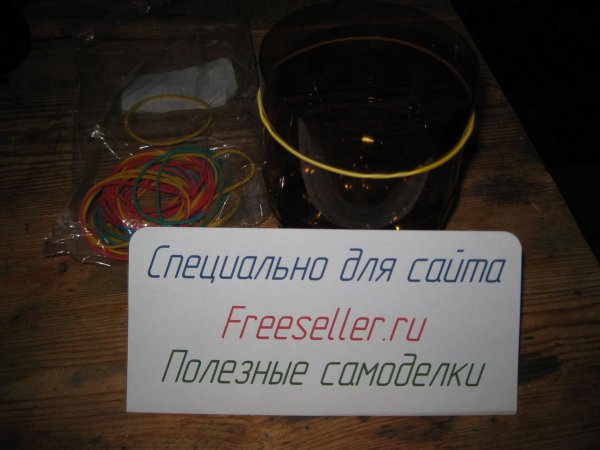 Специально для сайта
Freeseller.ru
Полезные самоделки